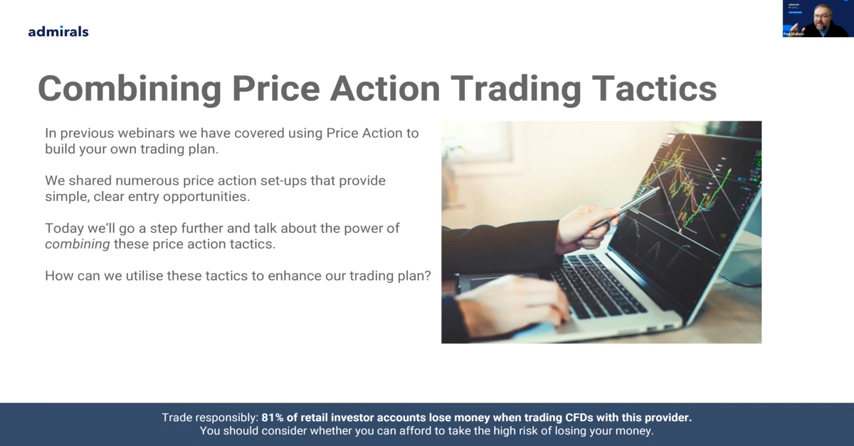 admirals
Combining Price Action Trading Tactics
In previous webinars we have covered using Price Action to
build your own trading plan.
We shared numerous price action set-ups that provide
simple, clear entry opportunities.
Today we'll go a step further and talk about the power of
combining these price action tactics.
How can we utilise these tactics to enhance our trading plan?
Trade responsibly: 81% of retail investor accounts lose money when trading CFDs with this provider.
You should consider whether you can afford to take the high risk of losing your money.